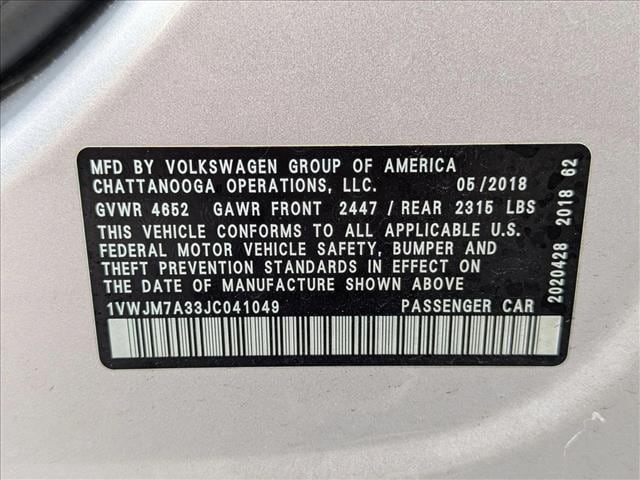 MFD BY VOLKSWAGEN GROUP OF AMERICA
CHATTANOOGA OPERATIONS, LLC. 05/2018
GVWR 4652 GAWR FRONT 2447 / REAR 2315 LBS
THIS VEHICLE CONFORMS TO ALL APPLICABLE U.S.
FEDERAL MOTOR VEHICLE SAFETY, BUMPER AND
THEFT PREVENTION STANDARDS IN EFFECT ON
THE DATE OF MANUFACTURE SHOWN ABOVE
1VWJM7A33JC041049 PASSENGER CAR
2020428 2018 62